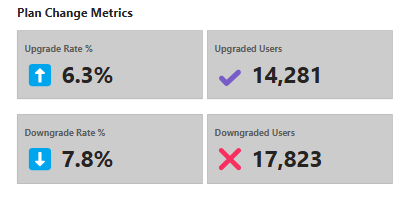 Plan Change Metrics
Upgrade Rate %
6.3%
Upgraded Users
14,281
Downgrade Rate %
7.8%
Downgraded Users
17,823